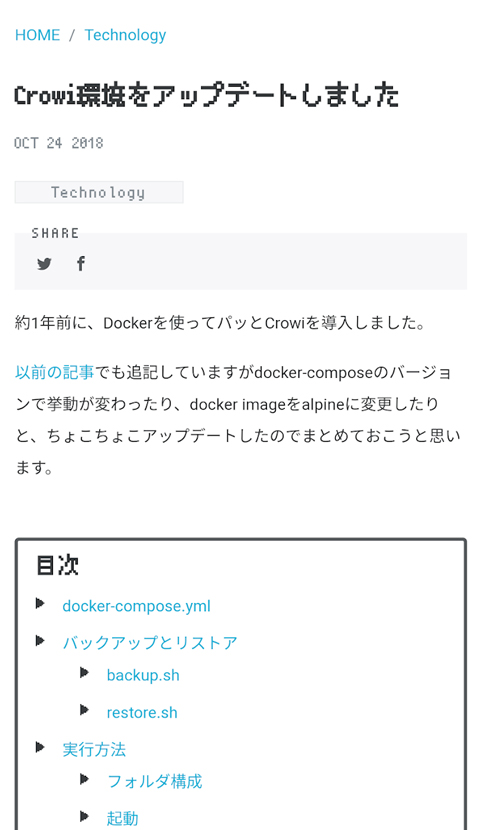 HOME / Technology
Crowi環境をアップデートしました
OCT 24 2018
Technology
SHARE
約1年前に、Dockerを使ってパッとCrowiを導入しました。
以前の記事でも追記していますがdocker-composeのバージョ
ンで挙動が変わったり、docker imageをalpineに変更したり
と、ちょこちょこアップデートしたのでまとめておこうと思い
ます。
目次
docker-compose.yml
バックアップとリストア
backup.sh
restore.sh
実行方法
フォルダ構成
起動